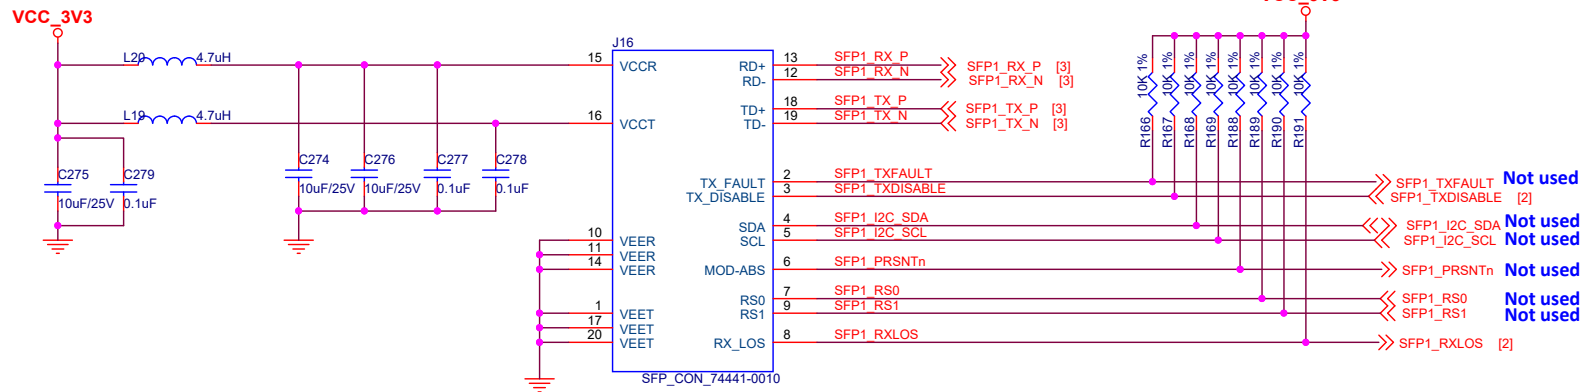 VCC_3V3
L20 4.7uH
L19 4.7uH
C275
10uF/25V
C279
0.1uF
C274
10uF/25V
C276
10uF/25V
C277
0.1uF
C278
0.1uF
J16
15 VCCR
16 VCCT
10 VEER
11 VEER
14 VEER
1 VEET
17 VEET
20 VEET
RD+ 13 SFP1_RX_P
RD- 12 SFP1_RX_N
TD+ 18 SFP1_TX_P
TD- 19 SFP1_TX_N
TX_FAULT 2 SFP1_TXFAULT
TX_DISABLE 3 SFP1_TXDISABLE
SDA 4 SFP1_I2C_SDA
SCL 5 SFP1_I2C_SCL
MOD-ABS 6 SFP1_PRSNTn
RS0 7 SFP1_RS0
RS1 9 SFP1_RS1
RX_LOS 8 SFP1_RXLOS
SFP_CON_74441-0010
SFP1_RX_P [3]
SFP1_RX_N [3]
SFP1_TX_P [3]
SFP1_TX_N [3]
R166 10K 1%
R167 10K 1%
R168 10K 1%
R169 10K 1%
R188 10K 1%
R189 10K 1%
R190 10K 1%
R191 10K 1%
SFP1_TXFAULT Not used
SFP1_TXDISABLE [2]
SFP1_I2C_SDA Not used
SFP1_I2C_SCL Not used
SFP1_PRSNTn Not used
SFP1_RS0 Not used
SFP1_RS1 Not used
SFP1_RXLOS [2]